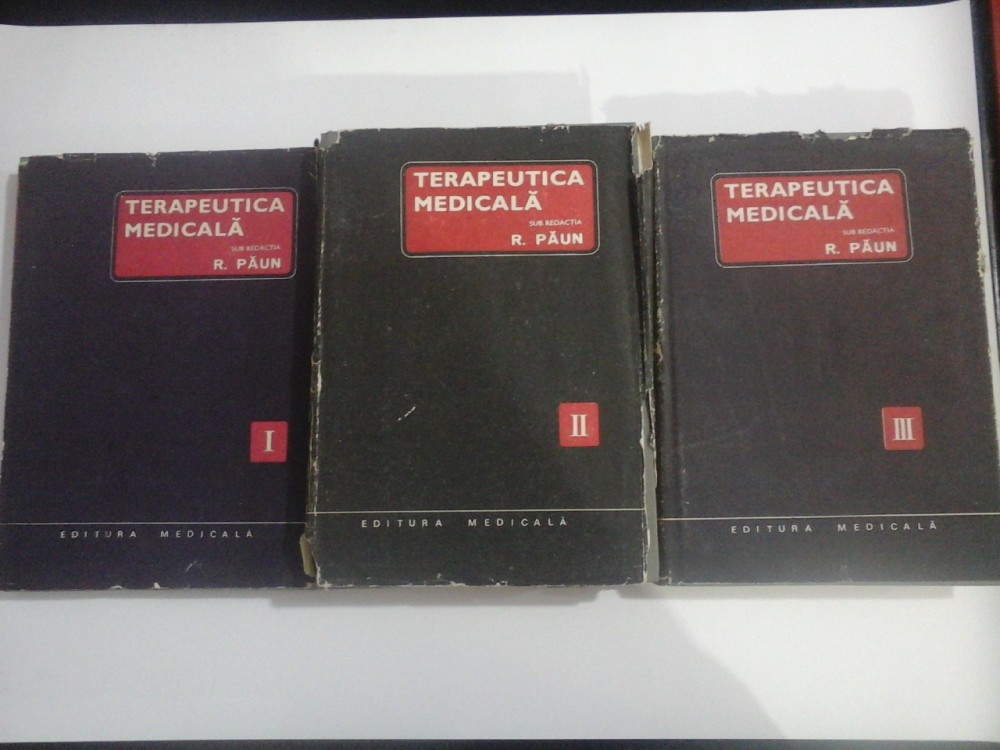 TERAPEUTICA
MEDICALĂ
SUB REDACTIA
R. PĂUN
I
EDITURA MEDICALĂ
TERAPEUTICA
MEDICALĂ
SUB REDACTIA
R. PĂUN
II
EDITURA MEDICALĂ
TERAPEUTICA
MEDICALĂ
SUB REDACTIA
R. PĂUN
III
EDITURA MEDICALĂ